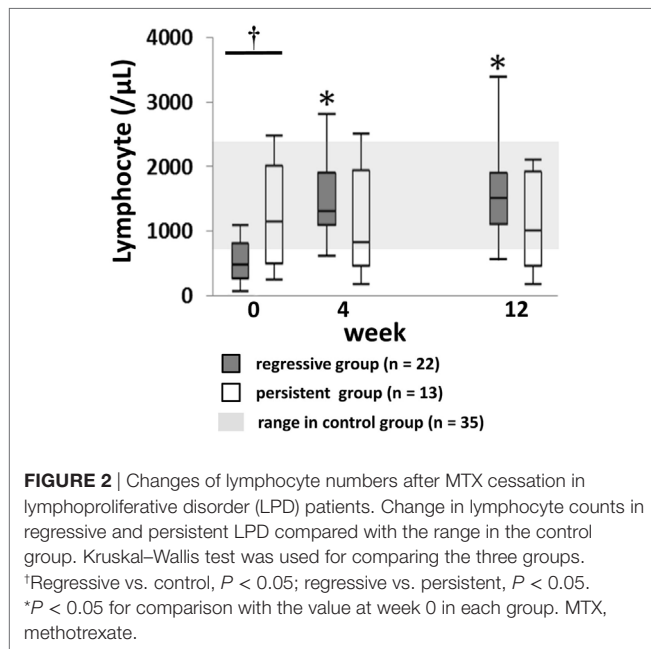 4000
†
3000
*
*
2000
1000
0
Lymphocyte (/μL)
0 4 12
week
regressive group (n = 22)
persistent group (n = 13)
range in control group (n = 35)
FIGURE 2 | Changes of lymphocyte numbers after MTX cessation in
lymphoproliferative disorder (LPD) patients. Change in lymphocyte counts in
regressive and persistent LPD compared with the range in the control
group. Kruskal–Wallis test was used for comparing the three groups.
†Regressive vs. control, P < 0.05; regressive vs. persistent, P < 0.05.
*P < 0.05 for comparison with the value at week 0 in each group. MTX,
methotrexate.